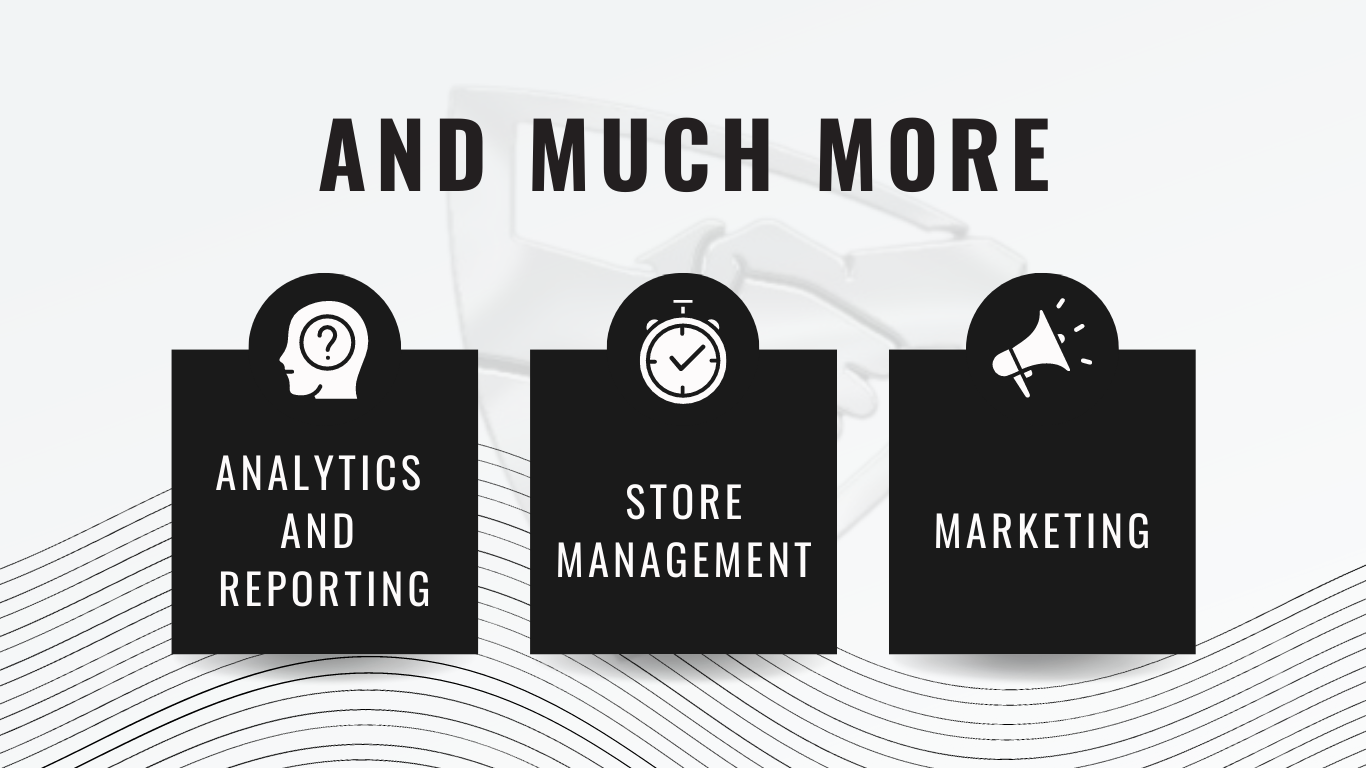 AND MUCH MORE
ANALYTICS
AND
REPORTING
STORE
MANAGEMENT
MARKETING